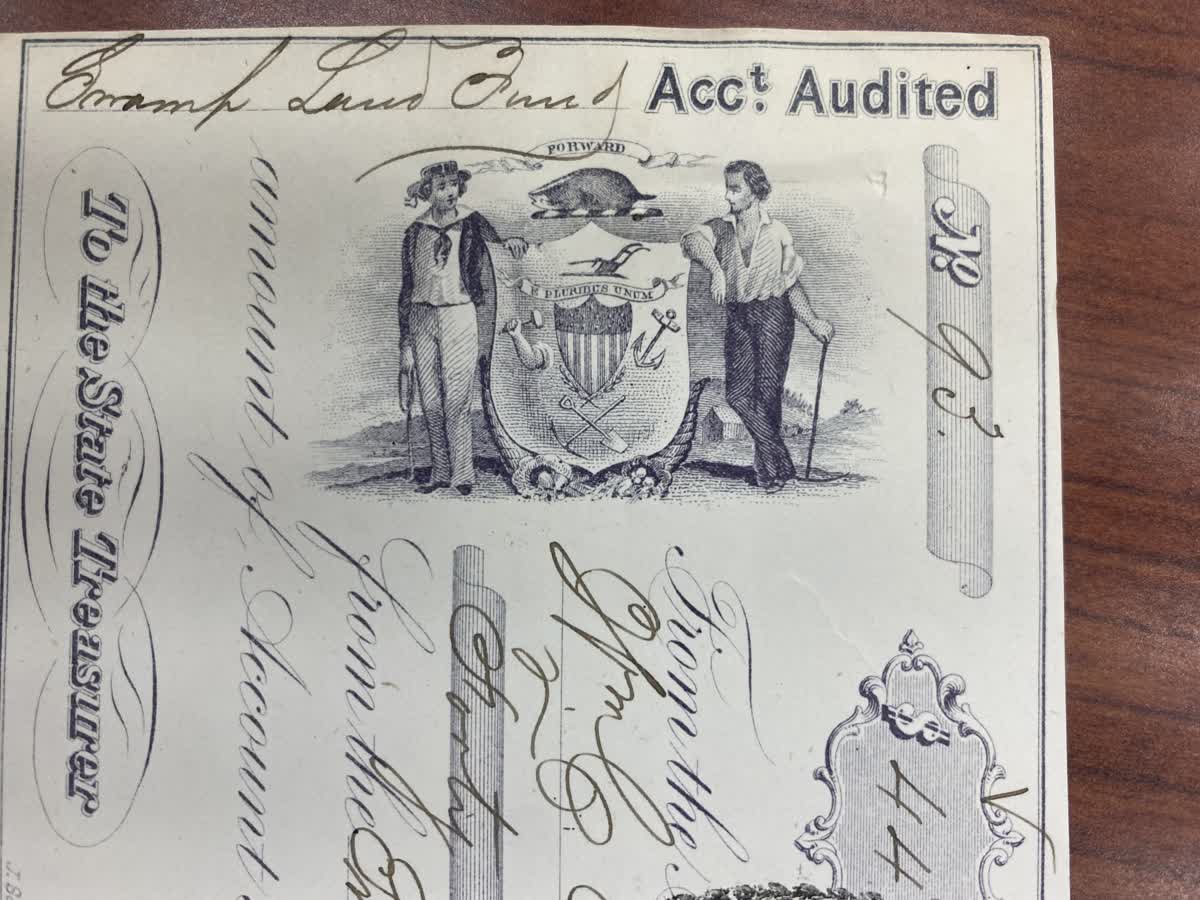 Swamp Land Fund
Acct. Audited
FORWARD
E PLURIBUS UNUM
No 93.
$ 44
From the
from the
Forty
amount of Account
To the State Treasurer